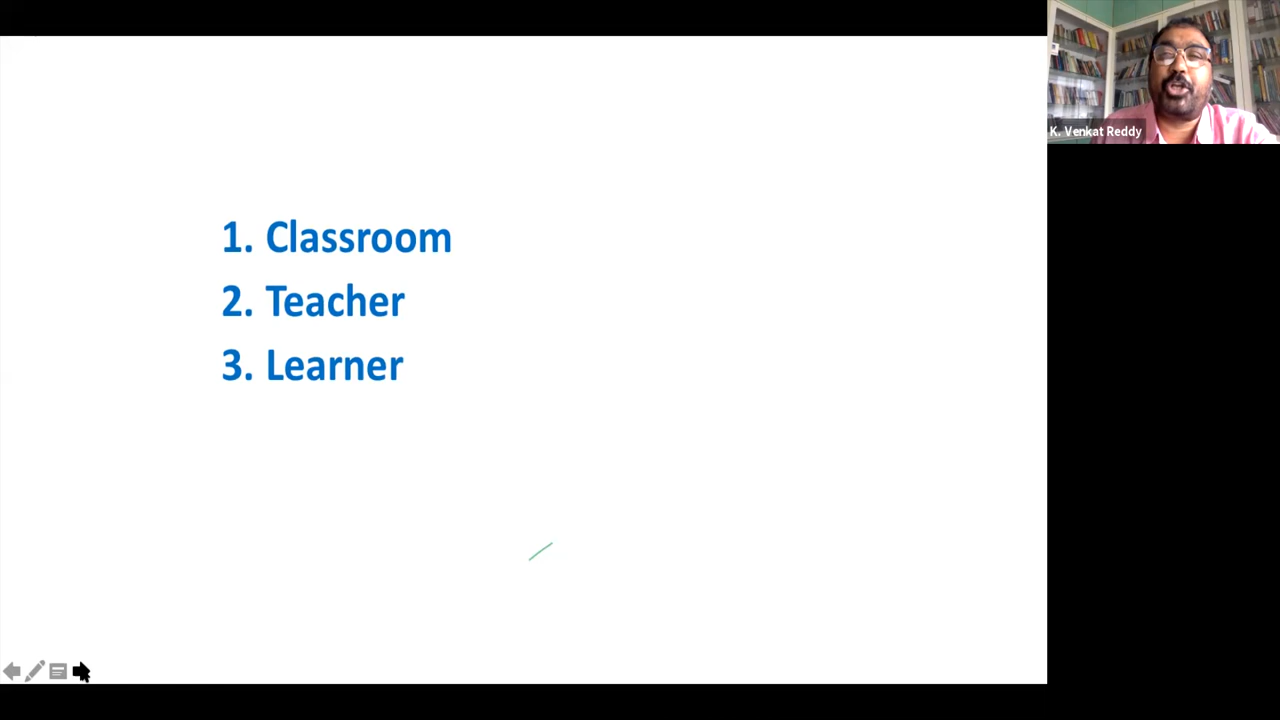 1. Classroom
2. Teacher
3. Learner
K. Venkat Reddy